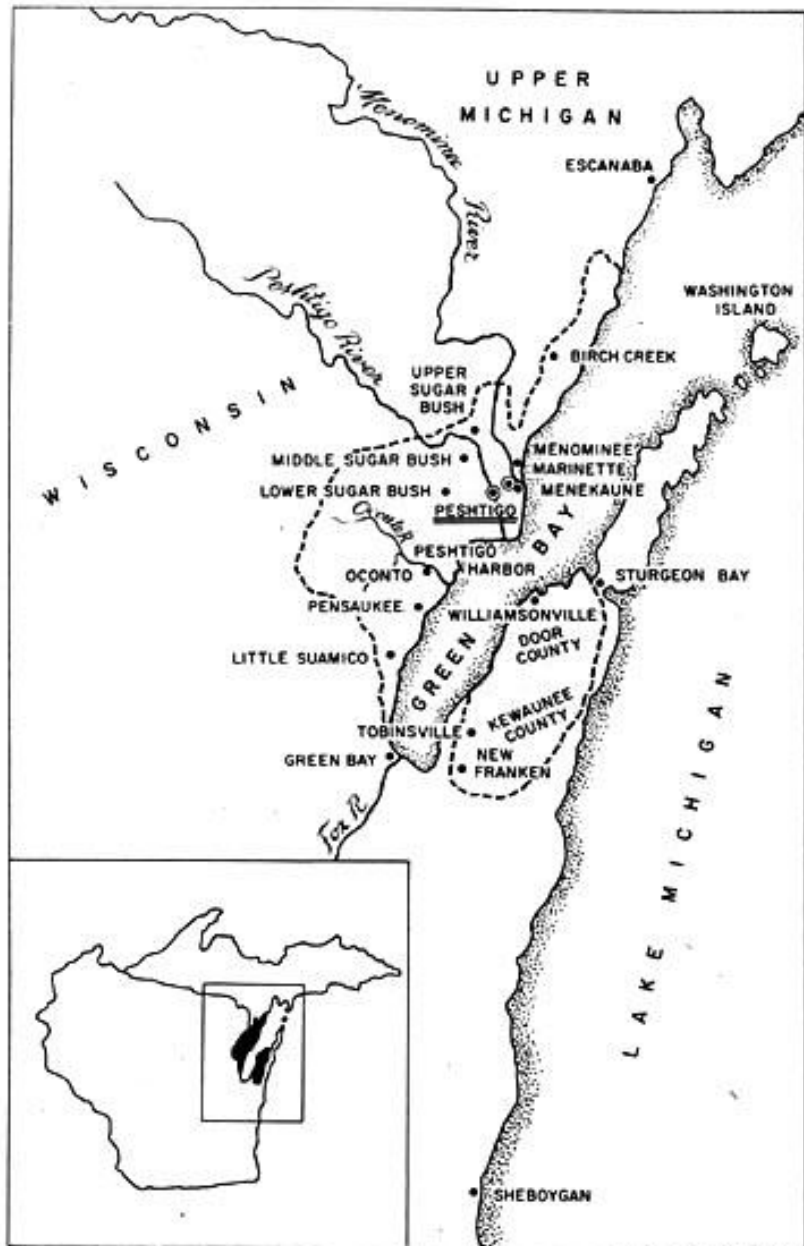 UPPER
MICHIGAN
Menominee
River
ESCANABA
Peshtigo
River
WASHINGTON
ISLAND
BIRCH CREEK
UPPER
SUGAR
BUSH
WISCONSIN
MIDDLE SUGAR BUSH
MENOMINEE
MARINETTE
LOWER SUGAR BUSH
MENEKAUNE
PESHTIGO
Oconto R.
PESHTIGO
HARBOR
OCONTO
STURGEON BAY
PENSAUKEE
WILLIAMSONVILLE
GREEN BAY
DOOR
COUNTY
LITTLE SUAMICO
KEWAUNEE
COUNTY
TOBINSVILLE
GREEN BAY
NEW
FRANKEN
Fox R
LAKE MICHIGAN
SHEBOYGAN